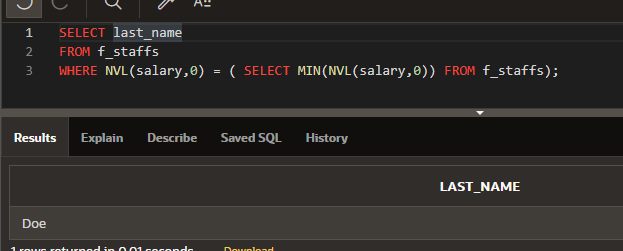 1 SELECT last_name
2 FROM f_staffs
3 WHERE NVL(salary,0) = ( SELECT MIN(NVL(salary,0)) FROM f_staffs);
Results Explain Describe Saved SQL History
LAST_NAME
Doe
1 rows returned in 0.01 seconds Download